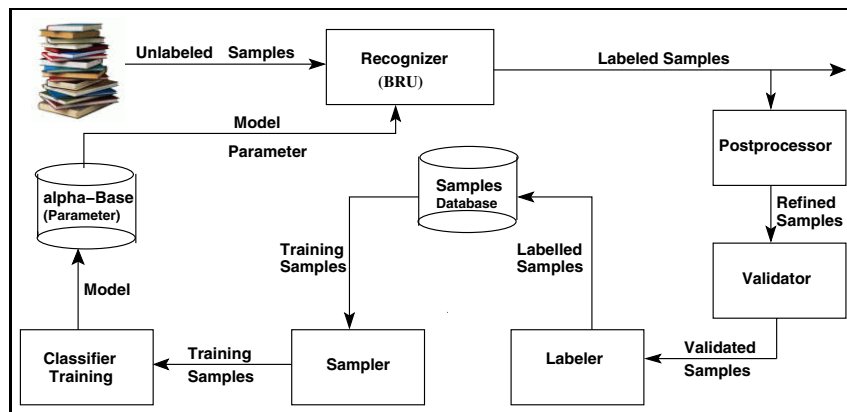 Unlabeled Samples
Recognizer
(BRU)
Labeled Samples
Model
Parameter
Postprocessor
alpha−Base
(Parameter)
Samples
Database
Refined
Samples
Training
Samples
Labelled
Samples
Validator
Model
Classifier
Training
Training
Samples
Sampler
Labeler
Validated
Samples